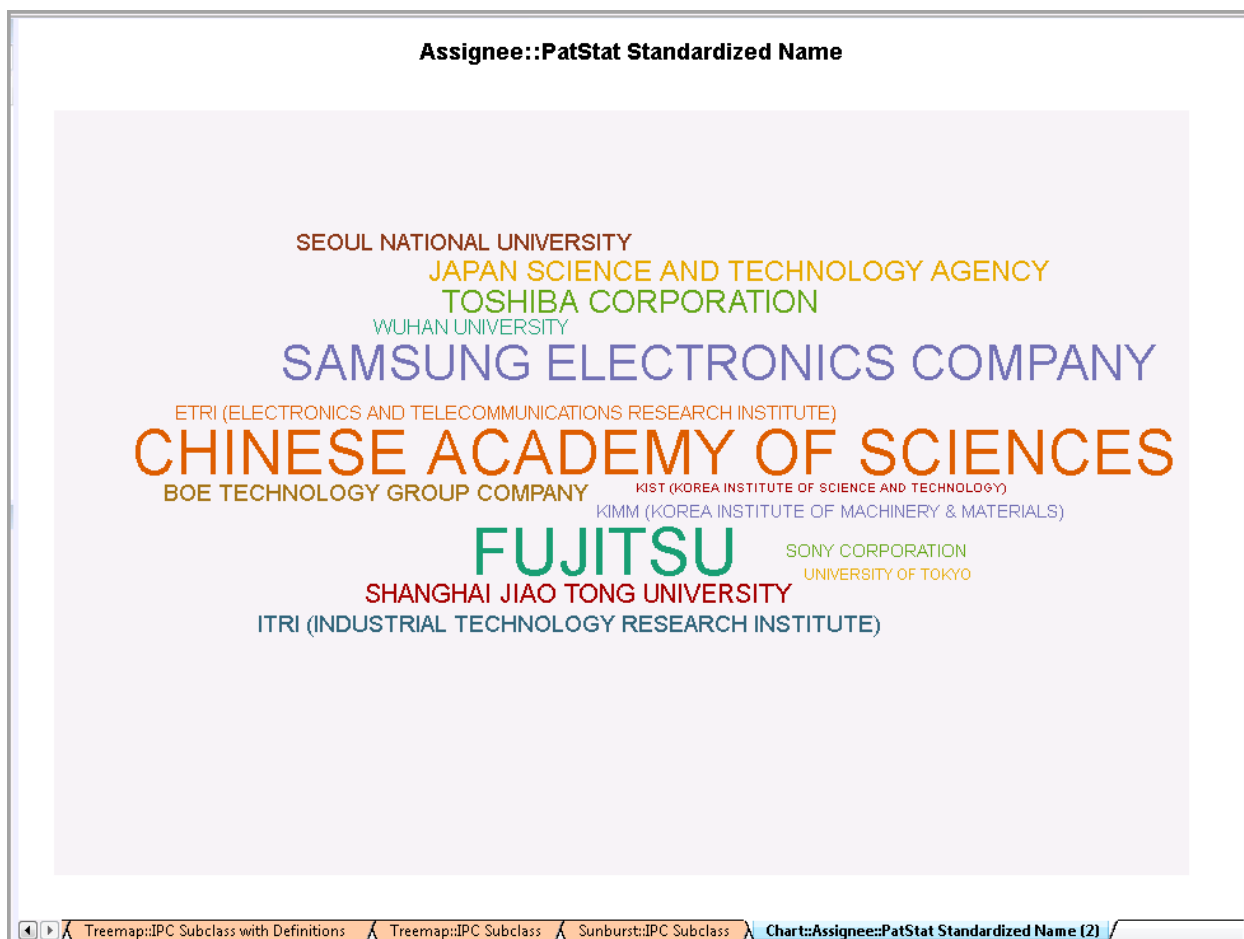 Assignee::PatStat Standardized Name
SEOUL NATIONAL UNIVERSITY
JAPAN SCIENCE AND TECHNOLOGY AGENCY
TOSHIBA CORPORATION
WUHAN UNIVERSITY
SAMSUNG ELECTRONICS COMPANY
ETRI (ELECTRONICS AND TELECOMMUNICATIONS RESEARCH INSTITUTE)
CHINESE ACADEMY OF SCIENCES
BOE TECHNOLOGY GROUP COMPANY
KIST (KOREA INSTITUTE OF SCIENCE AND TECHNOLOGY)
KIMM (KOREA INSTITUTE OF MACHINERY & MATERIALS)
FUJITSU
SONY CORPORATION
UNIVERSITY OF TOKYO
SHANGHAI JIAO TONG UNIVERSITY
ITRI (INDUSTRIAL TECHNOLOGY RESEARCH INSTITUTE)
Treemap::IPC Subclass with Definitions
Treemap::IPC Subclass
Sunburst::IPC Subclass
Chart::Assignee::PatStat Standardized Name (2)